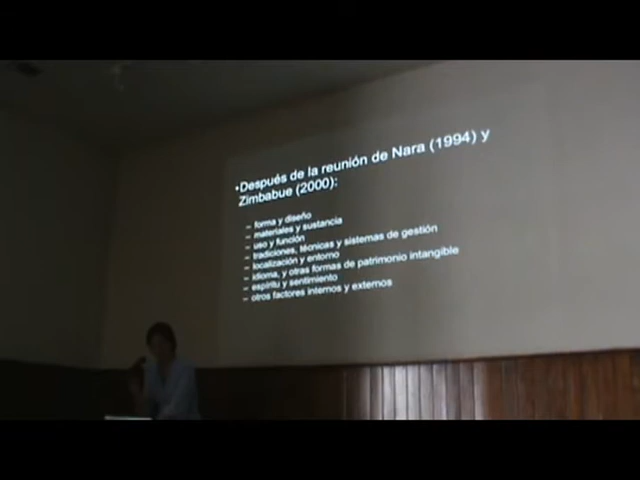 •Después de la reunión de Nara (1994) y
Zimbabue (2000):
– forma y diseño
– materiales y sustancia
– uso y función
– tradiciones, técnicas y sistemas de gestión
– localización y entorno
– idioma, y otras formas de patrimonio intangible
– espíritu y sentimiento
– otros factores internos y externos